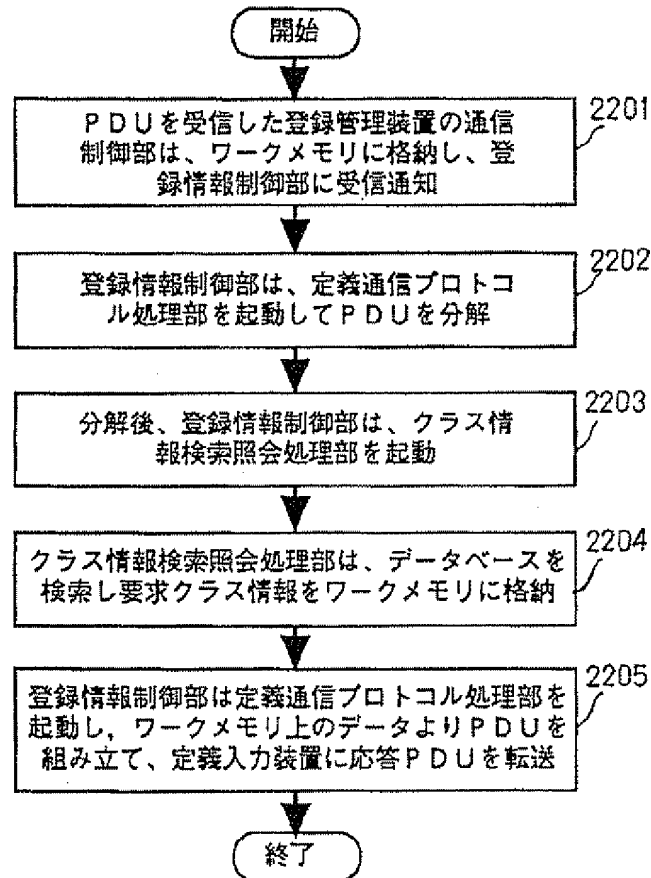 開始
PDUを受信した登録管理装置の通信
制御部は、ワークメモリに格納し、登
録情報制御部に受信通知
2201
登録情報制御部は、定義通信プロトコ
ル処理部を起動してPDUを分解
2202
分解後、登録情報制御部は、クラス情
報検索照会処理部を起動
2203
クラス情報検索照会処理部は、データベースを
検索し要求クラス情報をワークメモリに格納
2204
登録情報制御部は定義通信プロトコル処理部を
起動し,ワークメモリ上のデータよりPDUを
組み立て、定義入力装置に応答PDUを転送
2205
終了